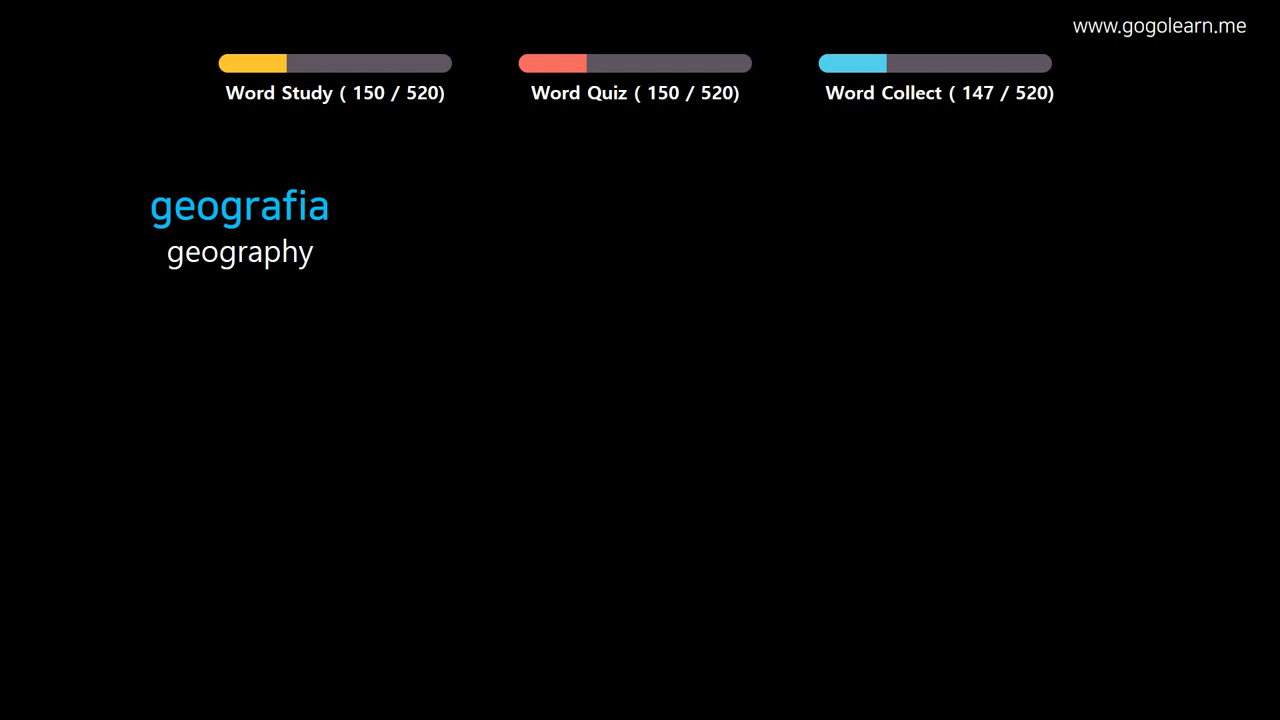 www.gogolearn.me
Word Study ( 150 / 520)
Word Quiz ( 150 / 520)
Word Collect ( 147 / 520)
geografia
geography